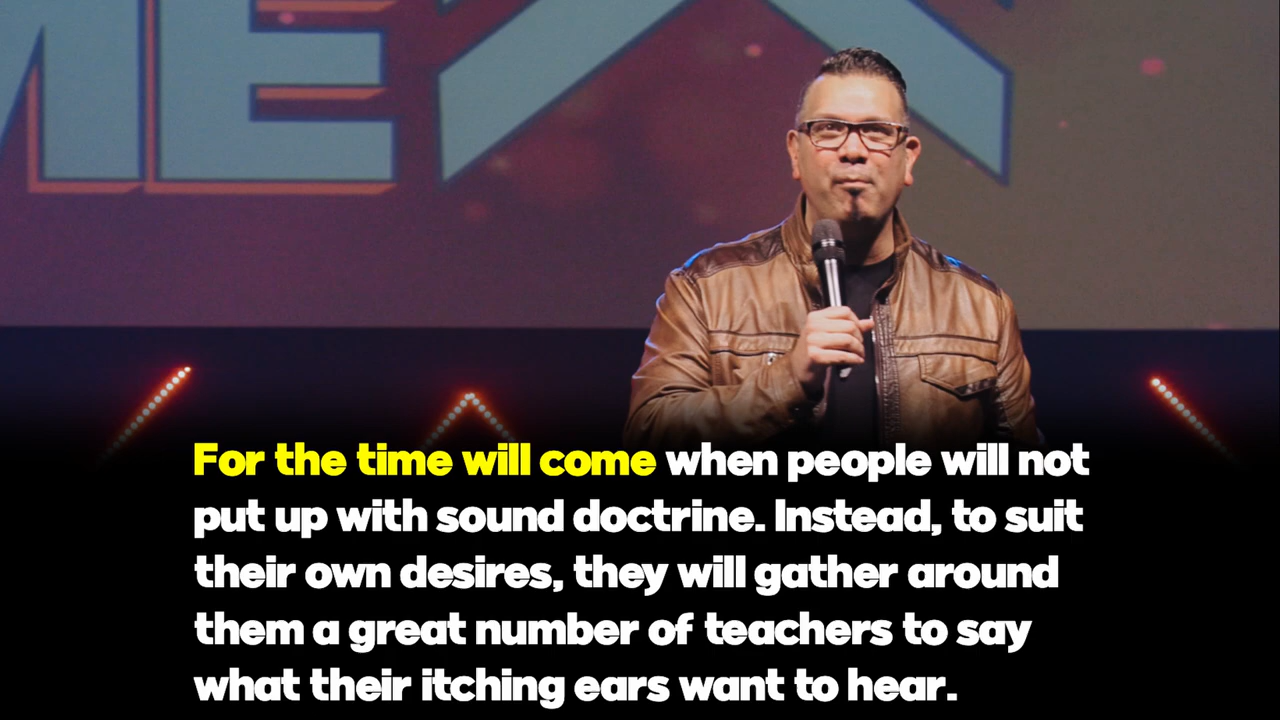 ME
For the time will come when people will not
put up with sound doctrine. Instead, to suit
their own desires, they will gather around
them a great number of teachers to say
what their itching ears want to hear.